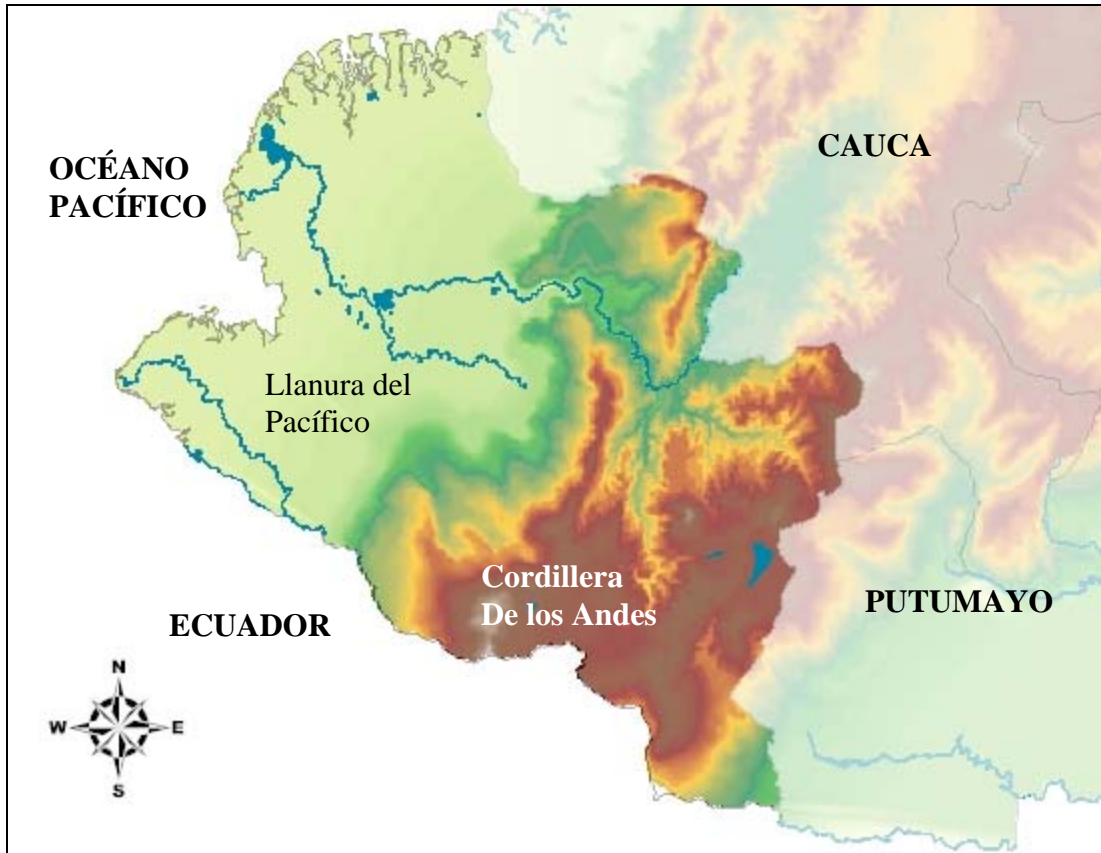 CAUCA
OCÉANO
PACÍFICO
Llanura del
Pacífico
Cordillera
De los Andes
PUTUMAYO
ECUADOR
N
W E
S